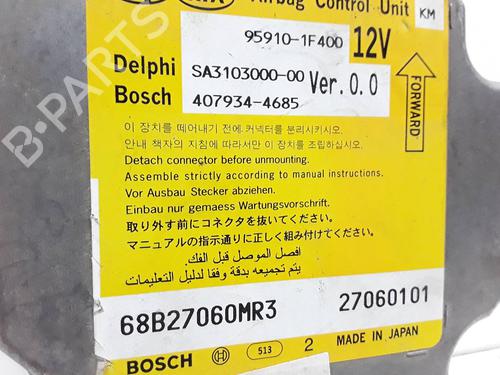 KIA Airbag Control Unit KM
95910-1F400 12V
Delphi SA3103000-00 Ver.0.0
Bosch 407934-4685
FORWARD
이 장치를 떼어내기 전에 커넥터를 분리시키시오.
안내 책자의 지침에 따라서만 이 장치를 조립하십시오.
Detach connector before unmounting.
Assemble strictly according to manual instructions.
Vor Ausbau Stecker abziehen.
Einbau nur gemaess Wartungsvorschrift.
取り外す前にコネクタを抜いてください。
マニュアルの指示通りに正しく組み付けてください。
افصل الموصل قبل الفك.
يتم تجميعه بدقة وفقا لدليل التعليمات
68B27060MR3 27060101
BOSCH 513 2 MADE IN JAPAN
B-PARTS